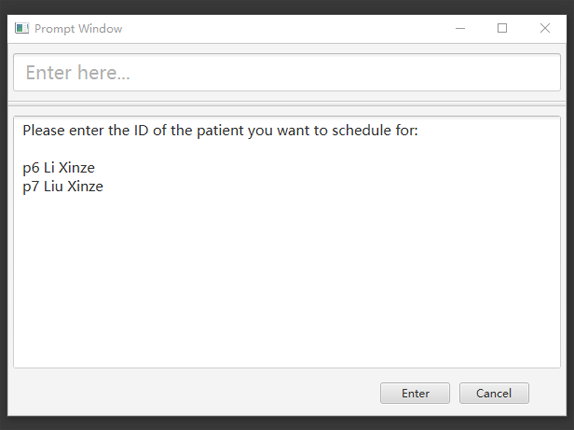 Prompt Window
Enter here...
Please enter the ID of the patient you want to schedule for:
p6 Li Xinze
p7 Liu Xinze
Enter
Cancel